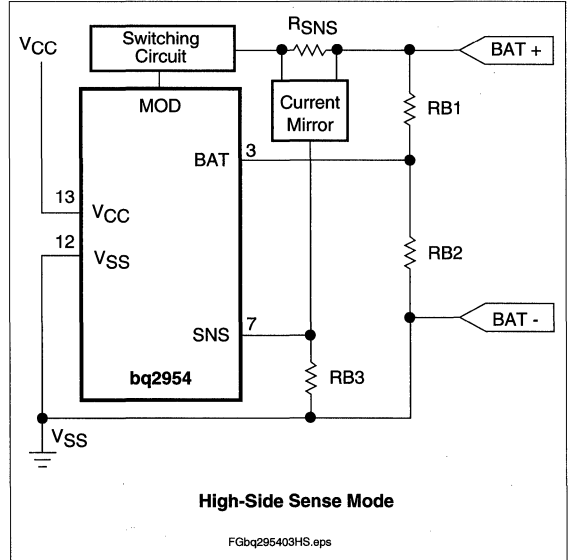 VCC
Switching
Circuit
RSNS
BAT +
MOD
Current
Mirror
RB1
BAT
3
13
VCC
12
VSS
RB2
BAT -
SNS
7
bq2954
RB3
VSS
High-Side Sense Mode
FGbq295403HS.eps